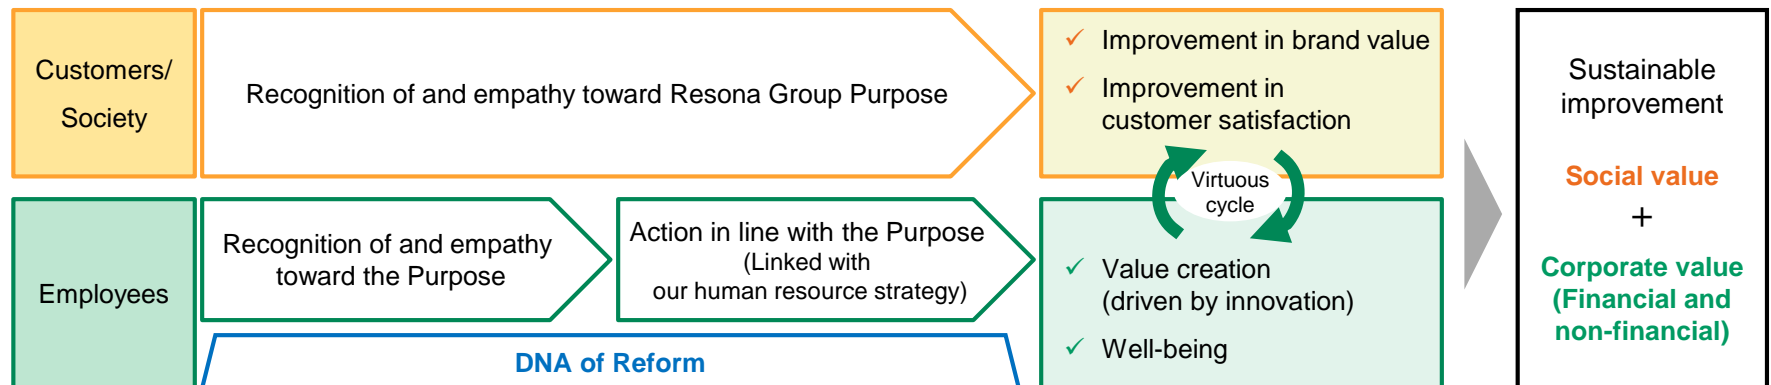 Customers/
Society
Recognition of and empathy toward Resona Group Purpose
✓ Improvement in brand value
✓ Improvement in
customer satisfaction
Virtuous
cycle
Employees
Recognition of and empathy
toward the Purpose
Action in line with the Purpose
(Linked with
our human resource strategy)
DNA of Reform
✓ Value creation
(driven by innovation)
✓ Well-being
Sustainable
improvement
Social value
+
Corporate value
(Financial and
non-financial)